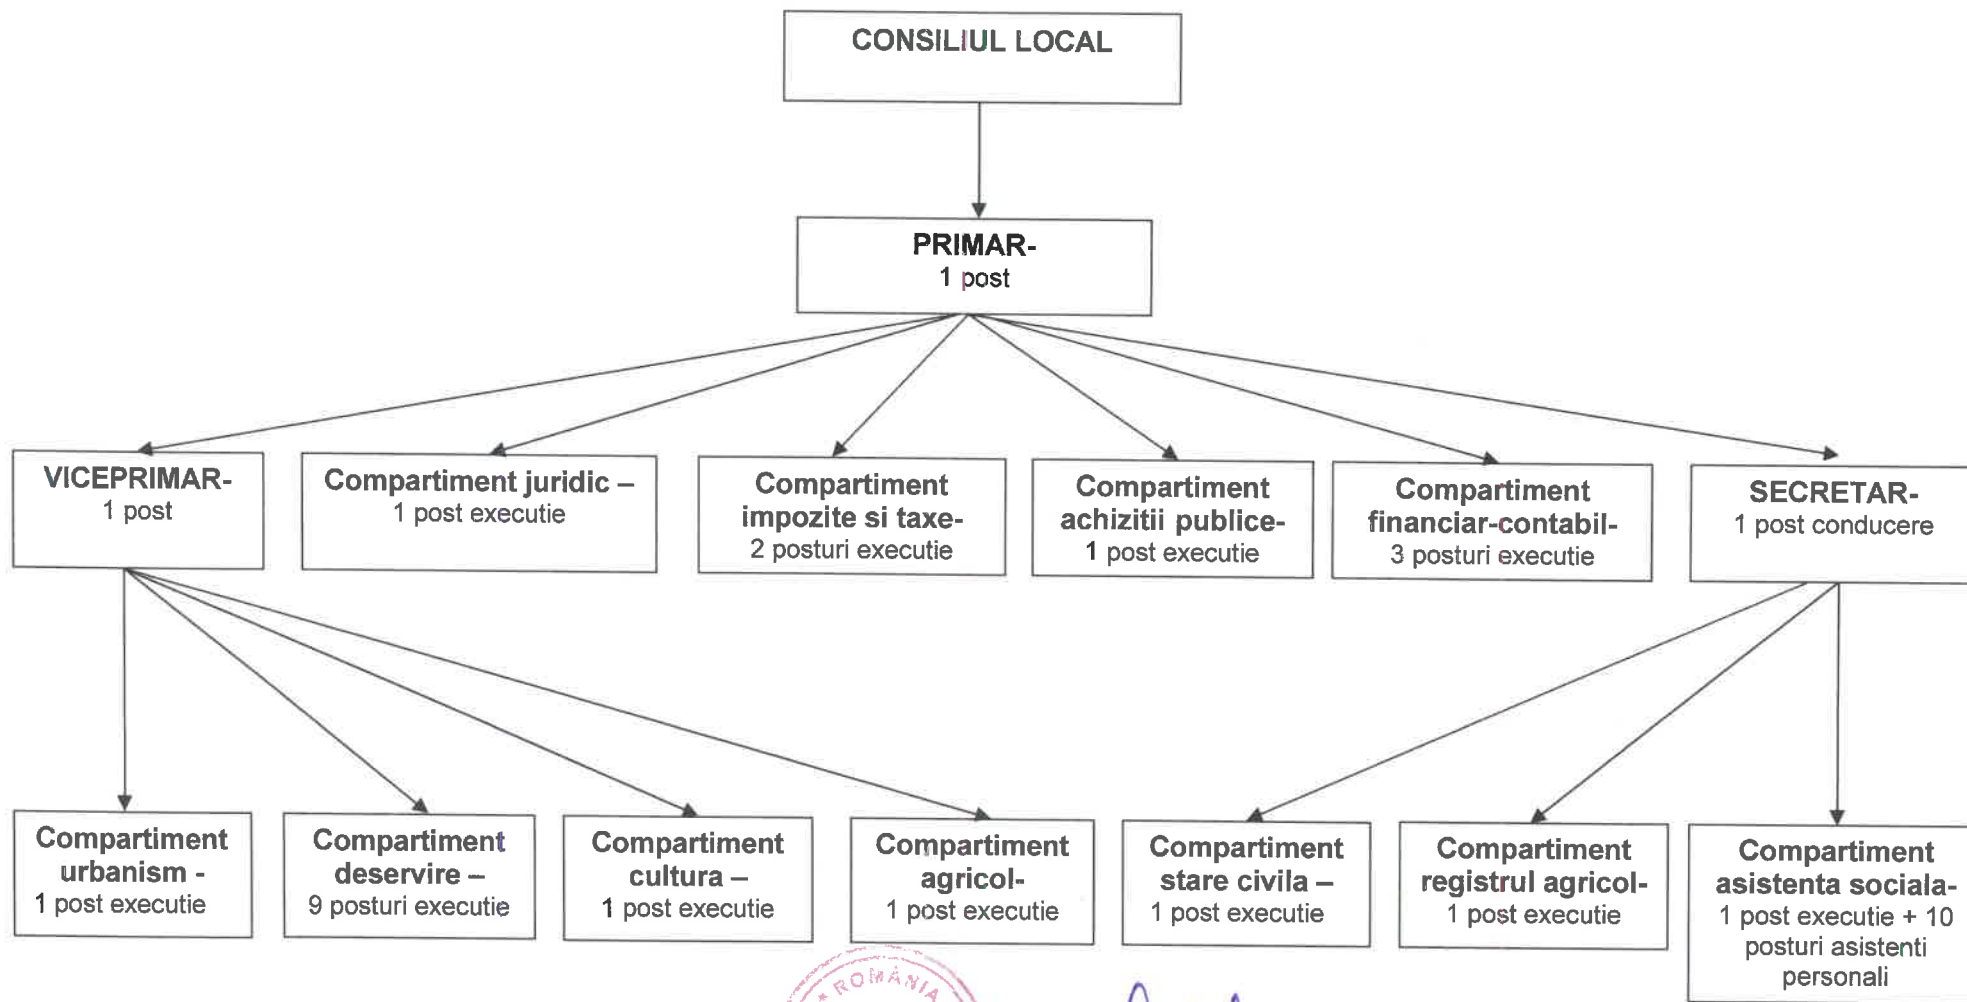 CONSILIUL LOCAL
PRIMAR-
1 post
VICEPRIMAR-
1 post
Compartiment juridic –
1 post executie
Compartiment
impozite si taxe-
2 posturi executie
Compartiment
achizitii publice-
1 post executie
Compartiment
financiar-contabil-
3 posturi executie
SECRETAR-
1 post conducere
Compartiment
urbanism -
1 post executie
Compartiment
deservire –
9 posturi executie
Compartiment
cultura –
1 post executie
Compartiment
agricol-
1 post executie
Compartiment
stare civila –
1 post executie
Compartiment
registrul agricol-
1 post executie
Compartiment
asistenta sociala-
1 post executie + 10
posturi asistenti
personali
ROMÂNIA